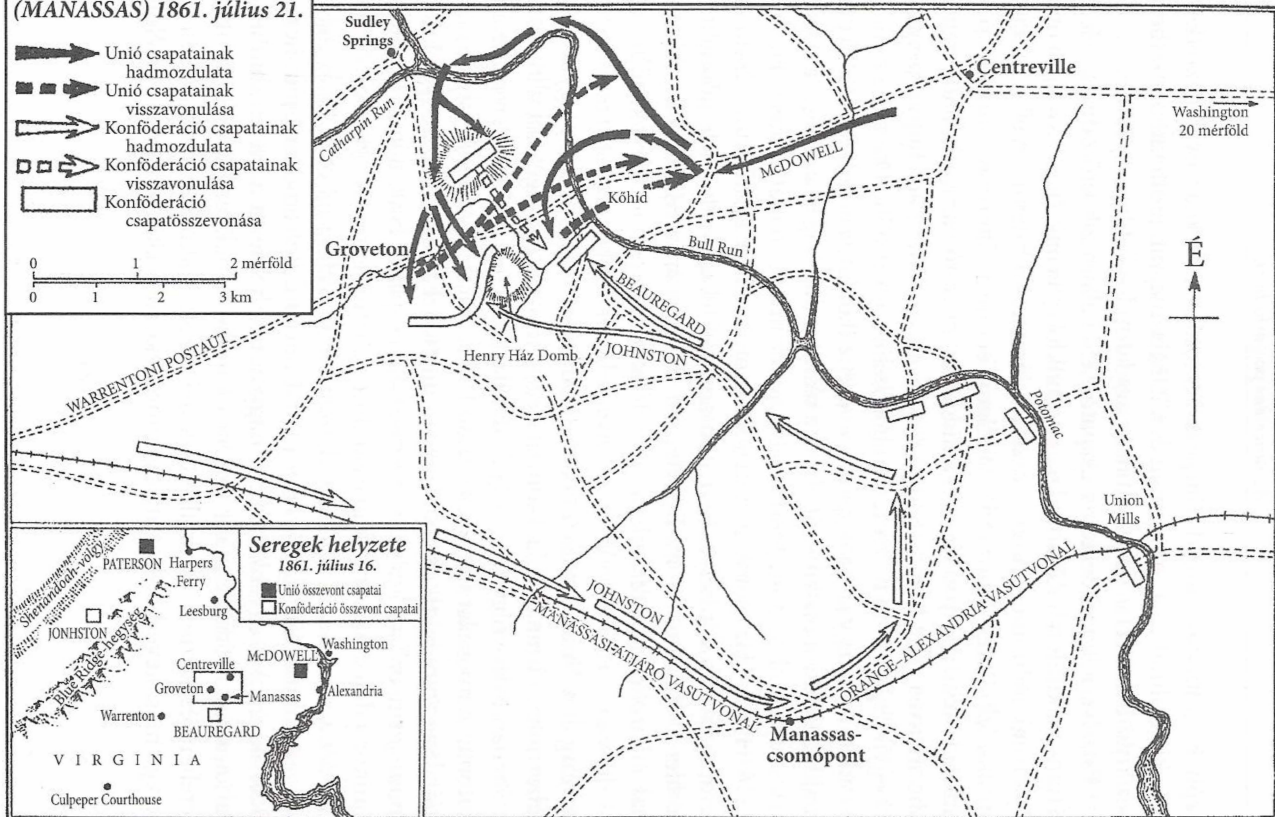 (MANASSAS) 1861. július 21.
Unió csapatainak
hadmozdulata
Unió csapatainak
visszavonulása
Konföderáció csapatainak
hadmozdulata
Konföderáció csapatainak
visszavonulása
Konföderáció
csapatösszevonása
0 1 2 mérföld
0 1 2 3 km
Sudley
Springs
Catharpin Run
Centreville
Washington
20 mérföld
McDOWELL
Kőhíd
Groveton
Bull Run
É
BEAUREGARD
JOHNSTON
Henry Ház Domb
WARRENTONI POSTAÚT
Potomac
Union
Mills
JOHNSTON
MANASSASI-ÁTJÁRÓ VASÚTVONAL
ORANGE–ALEXANDRIA VASÚTVONAL
Manassas-
csomópont
Seregek helyzete
1861. július 16.
Unió összevont csapatai
Konföderáció összevont csapatai
Shenandoah-völgy
PATERSON
Harpers
Ferry
Leesburg
JONHSTON
Blue Ridge-hegység
Washington
McDOWELL
Centreville
Groveton
Manassas
Alexandria
Warrenton
BEAUREGARD
VIRGINIA
Culpeper Courthouse